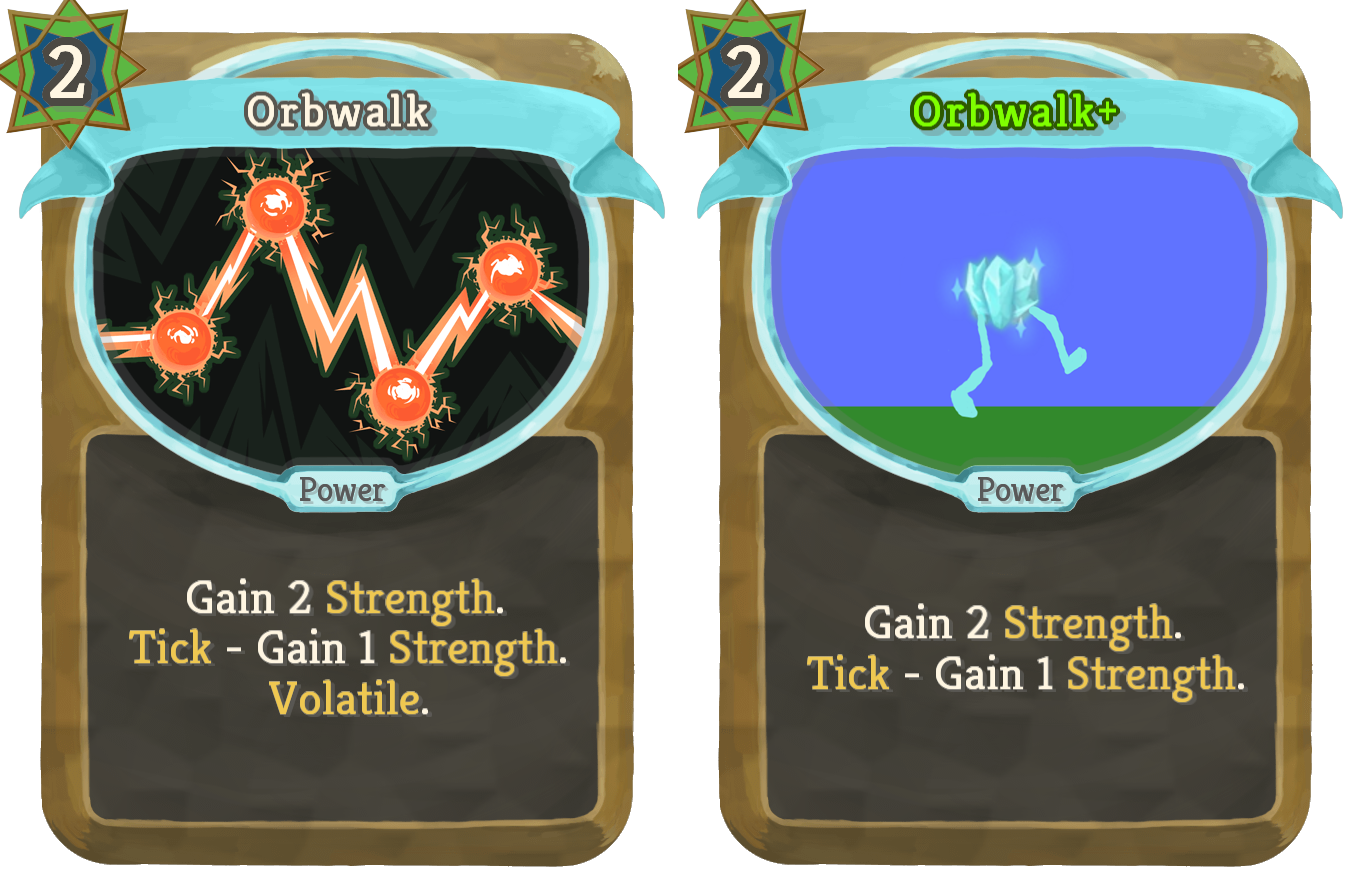 2
Orbwalk
Power
Gain 2 Strength.
Tick - Gain 1 Strength.
Volatile.
2
Orbwalk+
Power
Gain 2 Strength.
Tick - Gain 1 Strength.